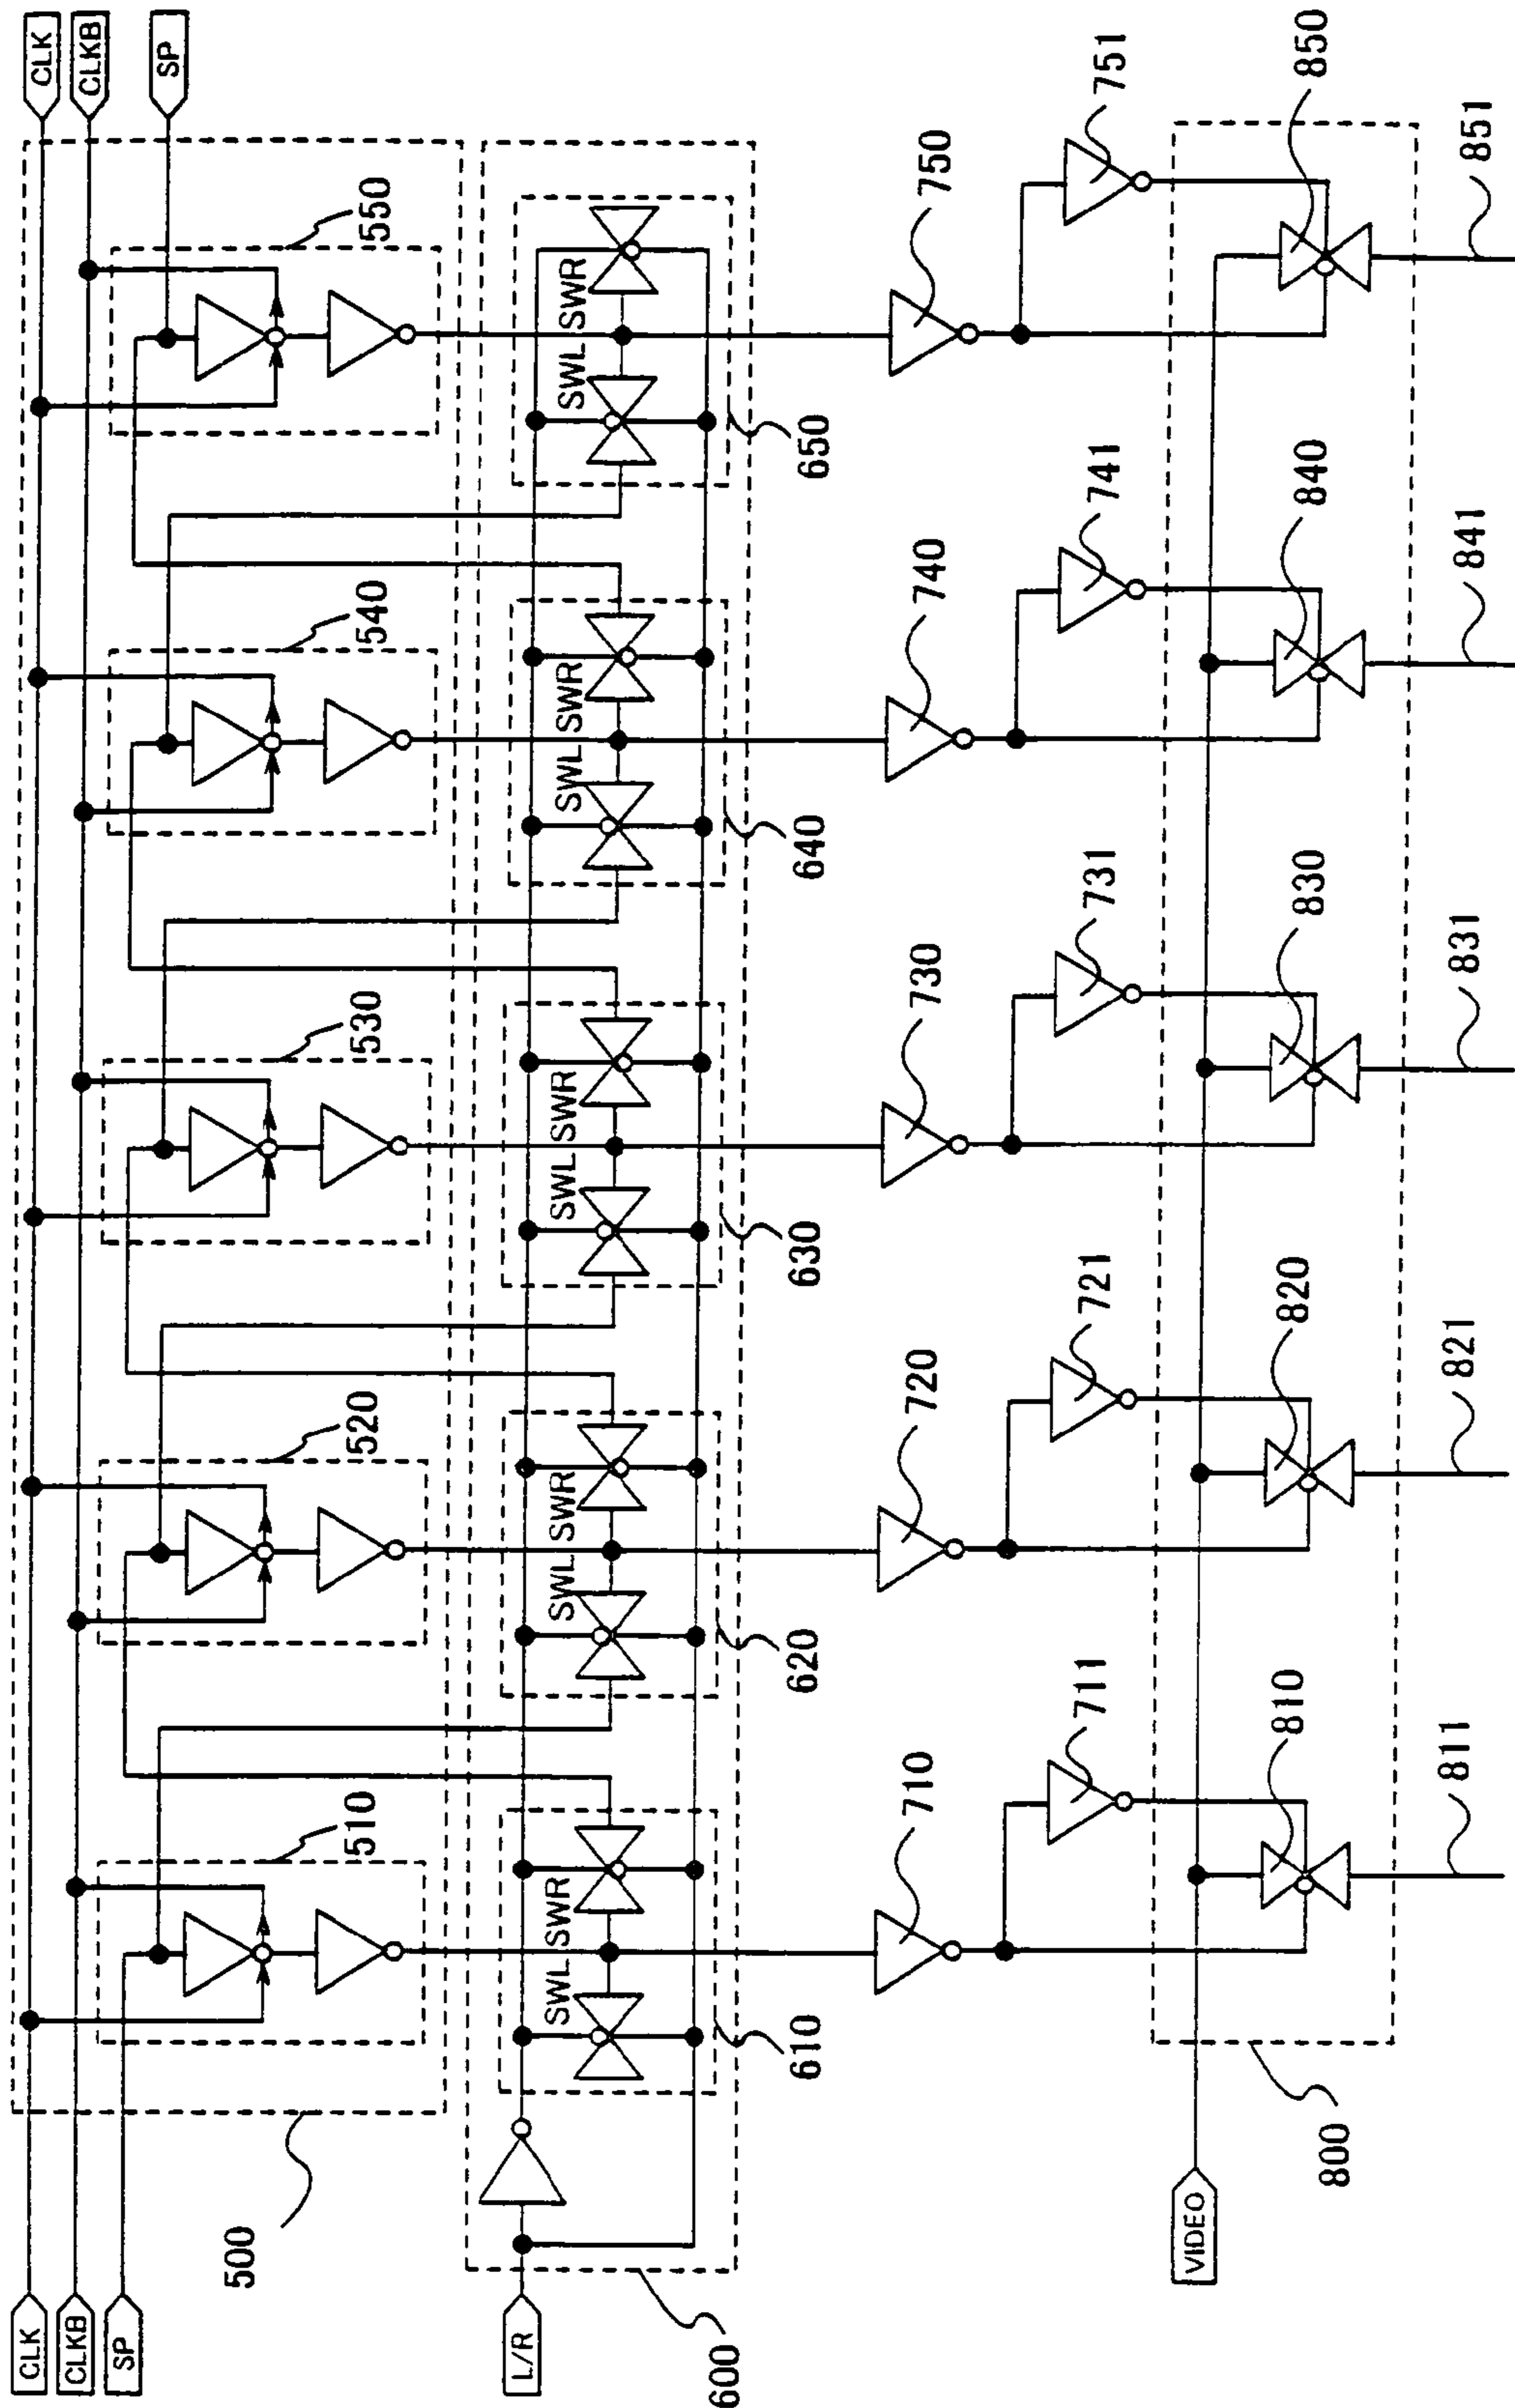 CLK
CLKB
SP
CLK
CLKB
SP
500
510
520
530
540
550
L/R
600
SWL SWR
SWL SWR
SWL SWR
SWL SWR
SWL SWR
610
620
630
640
650
710
720
730
740
750
711
721
731
741
751
VIDEO
800
810
820
830
840
850
811
821
831
841
851